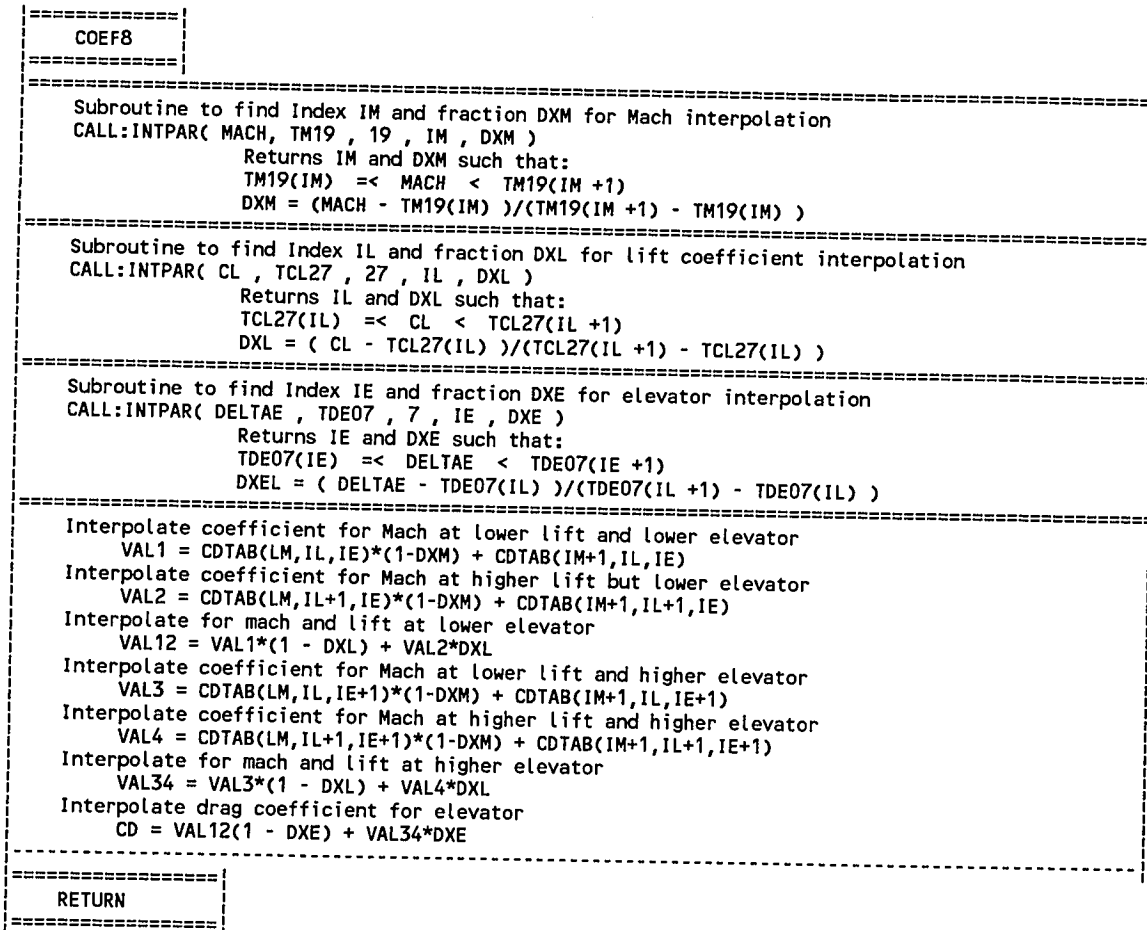 COEF8
Subroutine to find Index IM and fraction DXM for Mach interpolation
CALL:INTPAR( MACH, TM19 , 19 , IM , DXM )
Returns IM and DXM such that:
TM19(IM) =< MACH < TM19(IM +1)
DXM = (MACH - TM19(IM) )/(TM19(IM +1) - TM19(IM) )
Subroutine to find Index IL and fraction DXL for lift coefficient interpolation
CALL:INTPAR( CL , TCL27 , 27 , IL , DXL )
Returns IL and DXL such that:
TCL27(IL) =< CL < TCL27(IL +1)
DXL = ( CL - TCL27(IL) )/(TCL27(IL +1) - TCL27(IL) )
Subroutine to find Index IE and fraction DXE for elevator interpolation
CALL:INTPAR( DELTAE , TDE07 , 7 , IE , DXE )
Returns IE and DXE such that:
TDE07(IE) =< DELTAE < TDE07(IE +1)
DXEL = ( DELTAE - TDE07(IL) )/(TDE07(IL +1) - TDE07(IL) )
Interpolate coefficient for Mach at lower lift and lower elevator
VAL1 = CDTAB(LM,IL,IE)*(1-DXM) + CDTAB(IM+1,IL,IE)
Interpolate coefficient for Mach at higher lift but lower elevator
VAL2 = CDTAB(LM,IL+1,IE)*(1-DXM) + CDTAB(IM+1,IL+1,IE)
Interpolate for mach and lift at lower elevator
VAL12 = VAL1*(1 - DXL) + VAL2*DXL
Interpolate coefficient for Mach at lower lift and higher elevator
VAL3 = CDTAB(LM,IL,IE+1)*(1-DXM) + CDTAB(IM+1,IL,IE+1)
Interpolate coefficient for Mach at higher lift and higher elevator
VAL4 = CDTAB(LM,IL+1,IE+1)*(1-DXM) + CDTAB(IM+1,IL+1,IE+1)
Interpolate for mach and lift at higher elevator
VAL34 = VAL3*(1 - DXL) + VAL4*DXL
Interpolate drag coefficient for elevator
CD = VAL12(1 - DXE) + VAL34*DXE
RETURN